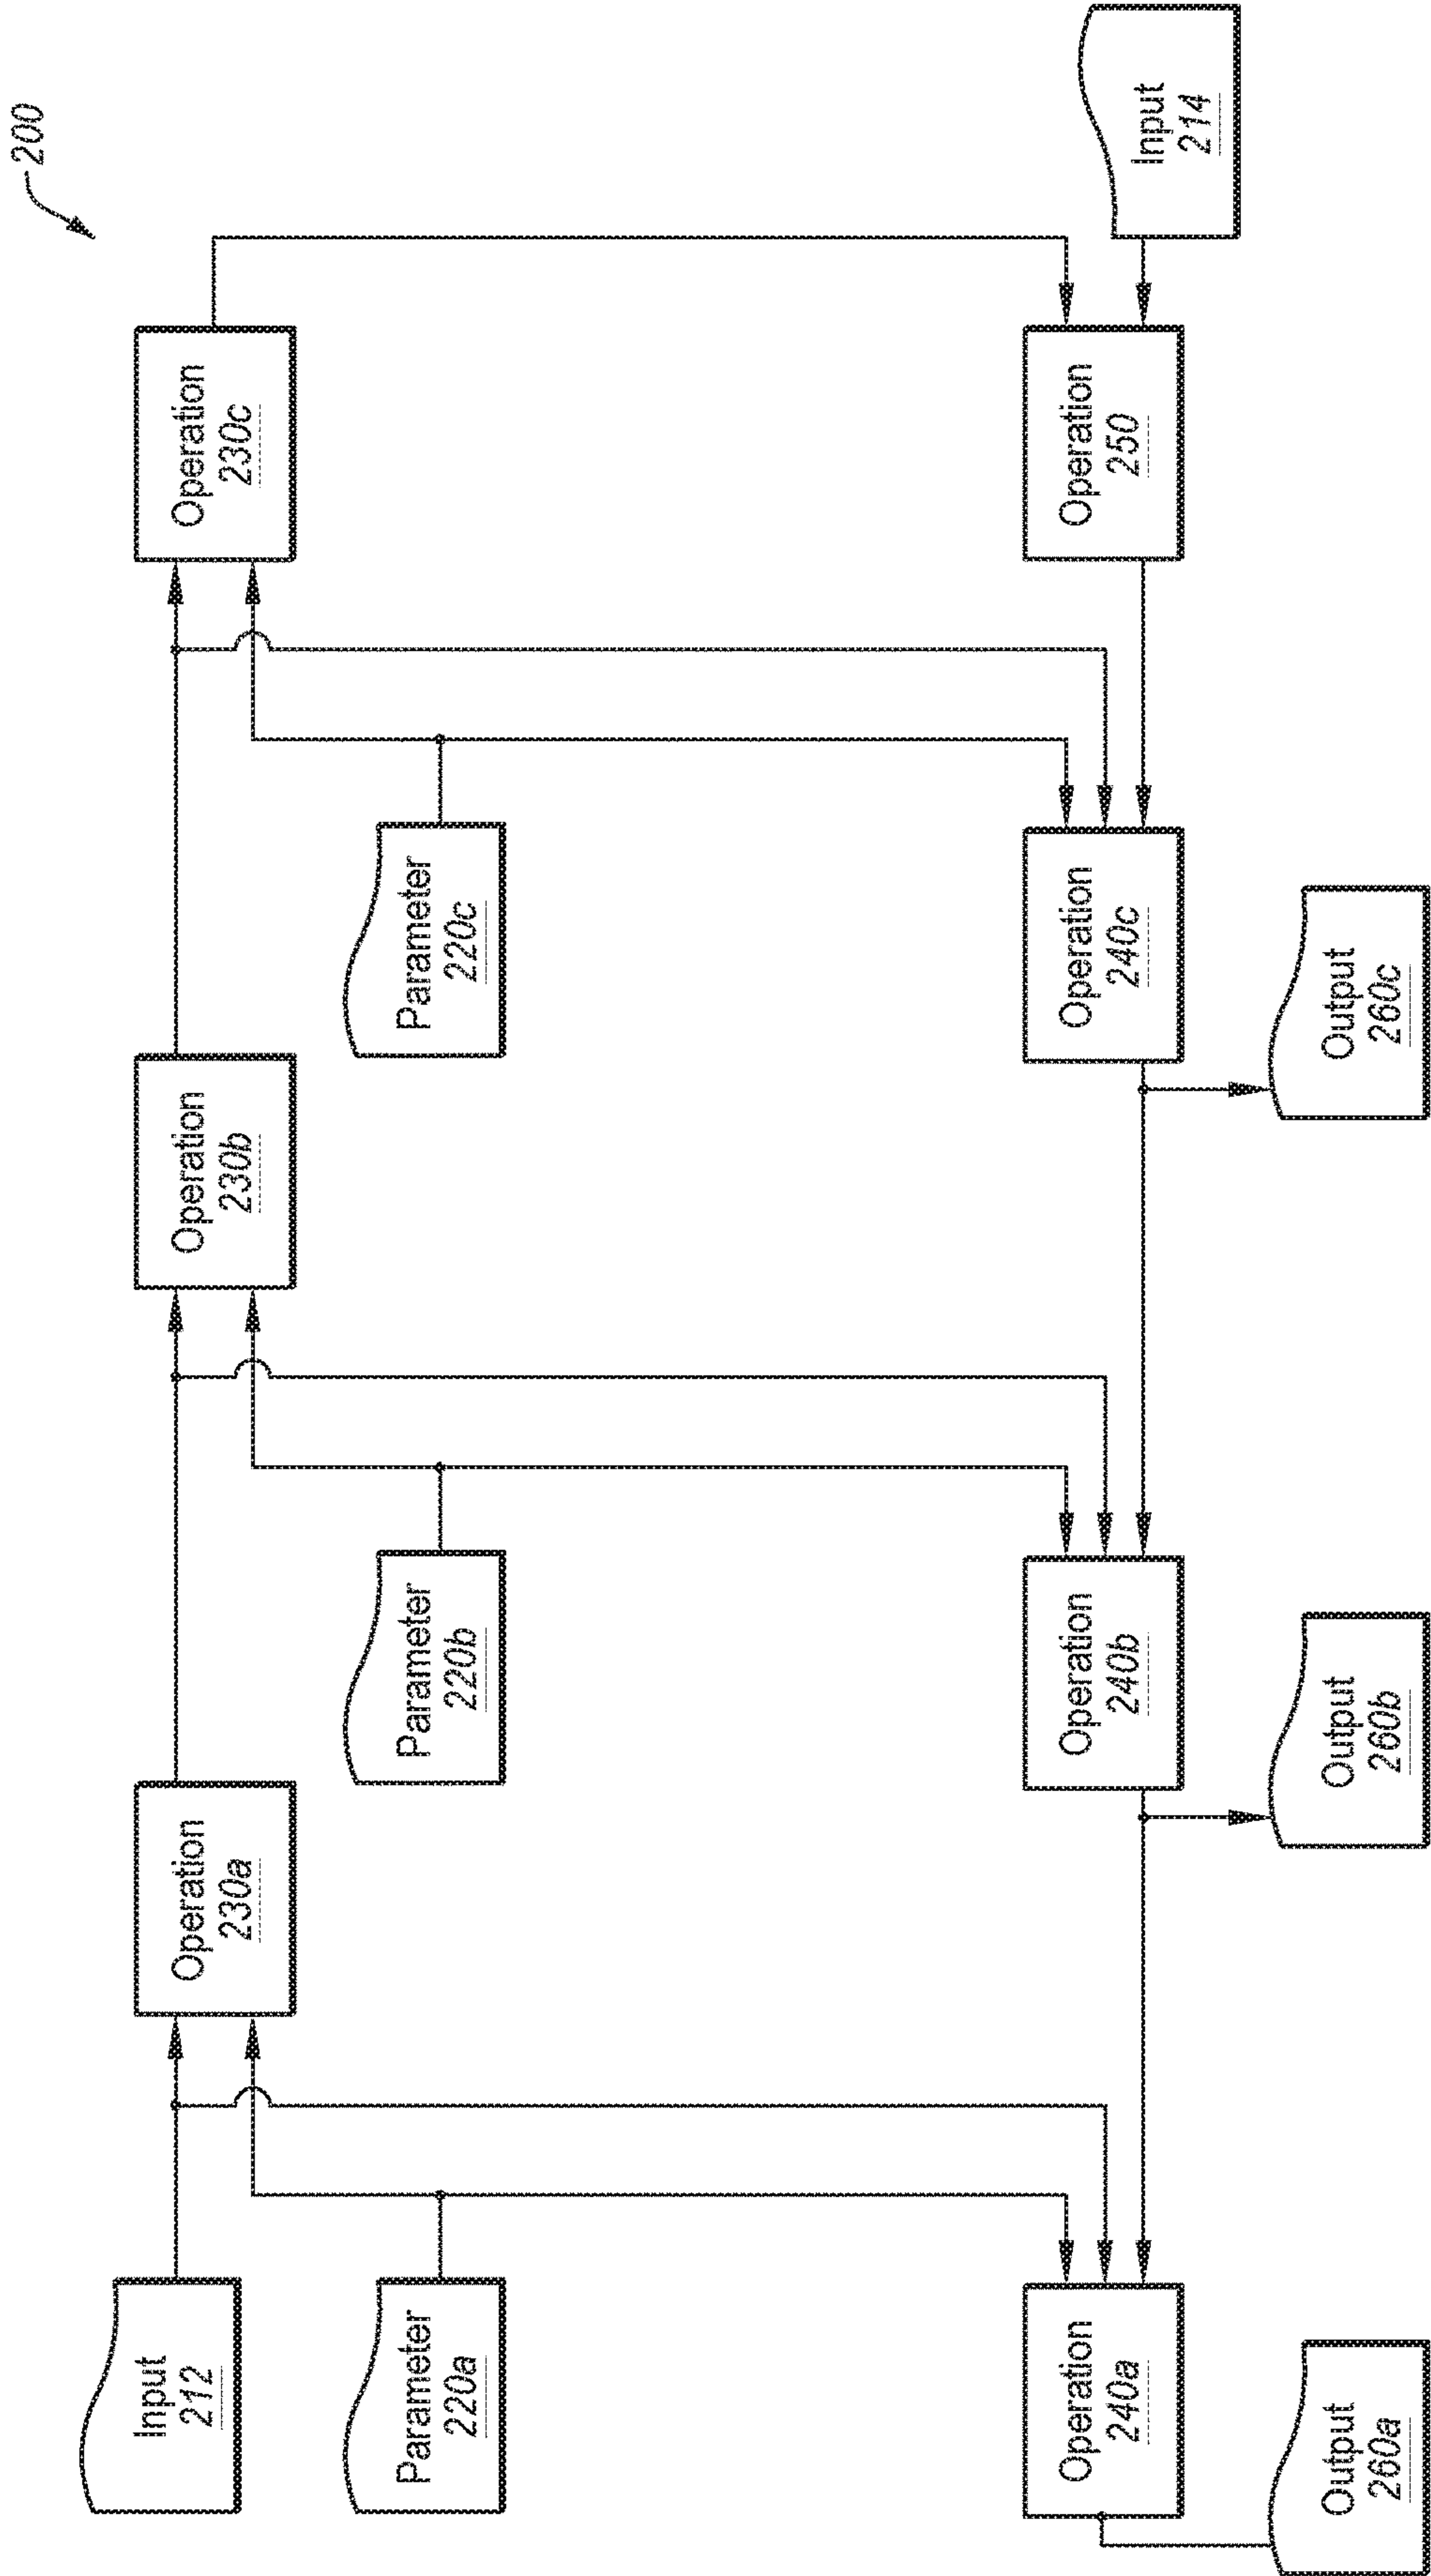 200
Input
212
Operation
230a
Operation
230b
Operation
230c
Parameter
220a
Parameter
220b
Parameter
220c
Operation
240a
Operation
240b
Operation
240c
Operation
250
Input
214
Output
260a
Output
260b
Output
260c